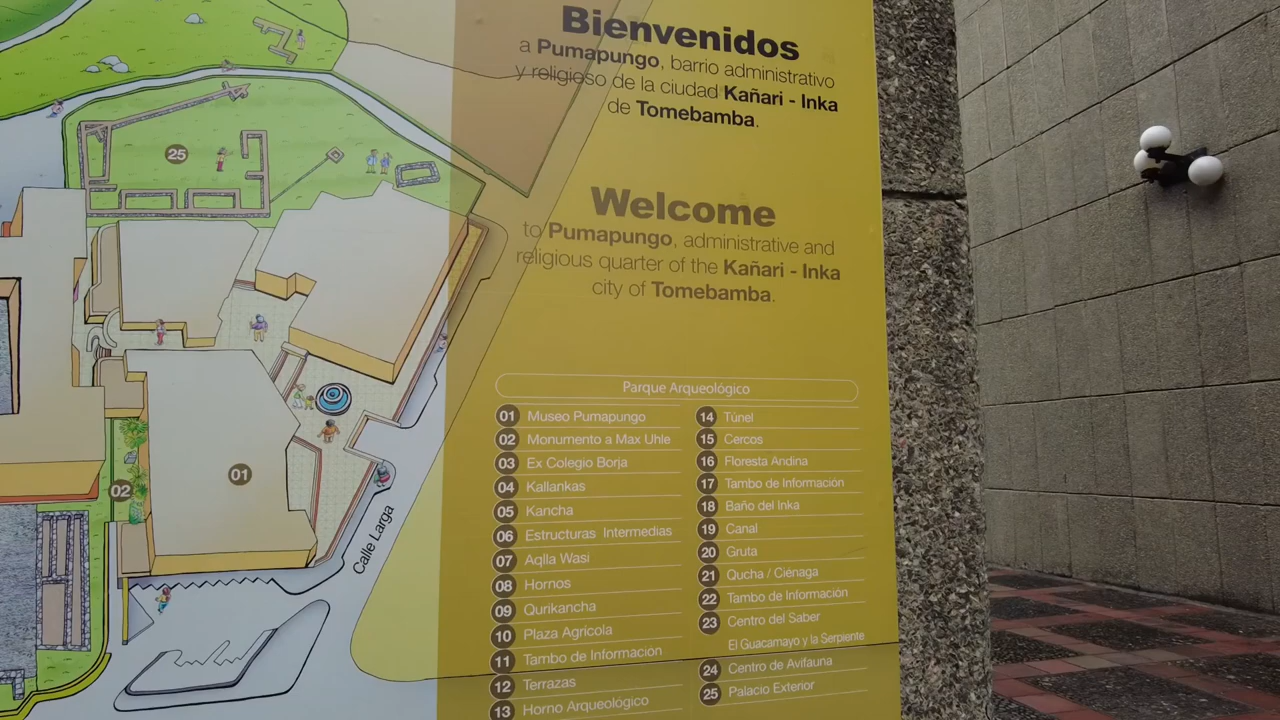 Bienvenidos
a Pumapungo, barrio administrativo
y religioso de la ciudad Kañari - Inka
de Tomebamba.
Welcome
to Pumapungo, administrative and
religious quarter of the Kañari - Inka
city of Tomebamba.
Parque Arqueológico
01 Museo Pumapungo
02 Monumento a Max Uhle
03 Ex Colegio Borja
04 Kallankas
05 Kancha
06 Estructuras Intermedias
07 Aqlla Wasi
08 Hornos
09 Qurikancha
10 Plaza Agrícola
11 Tambo de Información
12 Terrazas
13 Horno Arqueológico
14 Túnel
15 Cercos
16 Floresta Andina
17 Tambo de Información
18 Baño del Inka
19 Canal
20 Gruta
21 Qucha / Ciénaga
22 Tambo de Información
23 Centro del Saber
El Guacamayo y la Serpiente
24 Centro de Avifauna
25 Palacio Exterior
25
01
02
Calle Larga